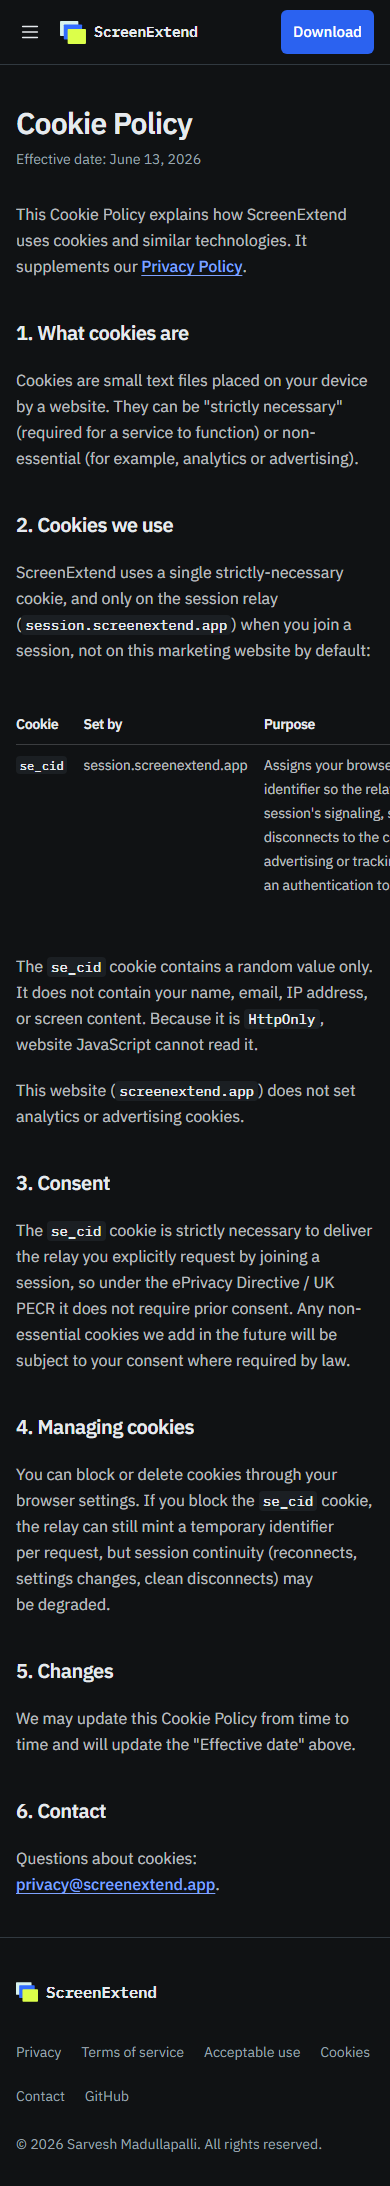 ScreenExtend
Download
Cookie Policy
Effective date: June 13, 2026
This Cookie Policy explains how ScreenExtend
uses cookies and similar technologies. It
supplements our Privacy Policy.
1. What cookies are
Cookies are small text files placed on your device
by a website. They can be "strictly necessary"
(required for a service to function) or non-
essential (for example, analytics or advertising).
2. Cookies we use
ScreenExtend uses a single strictly-necessary
cookie, and only on the session relay
(session.screenextend.app) when you join a
session, not on this marketing website by default:
Cookie Set by Purpose
se_cid session.screenextend.app Assigns your browse
identifier so the rela
session's signaling, s
disconnects to the c
advertising or tracki
an authentication to
The se_cid cookie contains a random value only.
It does not contain your name, email, IP address,
or screen content. Because it is HttpOnly,
website JavaScript cannot read it.
This website (screenextend.app) does not set
analytics or advertising cookies.
3. Consent
The se_cid cookie is strictly necessary to deliver
the relay you explicitly request by joining a
session, so under the ePrivacy Directive / UK
PECR it does not require prior consent. Any non-
essential cookies we add in the future will be
subject to your consent where required by law.
4. Managing cookies
You can block or delete cookies through your
browser settings. If you block the se_cid cookie,
the relay can still mint a temporary identifier
per request, but session continuity (reconnects,
settings changes, clean disconnects) may
be degraded.
5. Changes
We may update this Cookie Policy from time to
time and will update the "Effective date" above.
6. Contact
Questions about cookies:
privacy@screenextend.app.
ScreenExtend
Privacy Terms of service Acceptable use Cookies
Contact GitHub
© 2026 Sarvesh Madullapalli. All rights reserved.